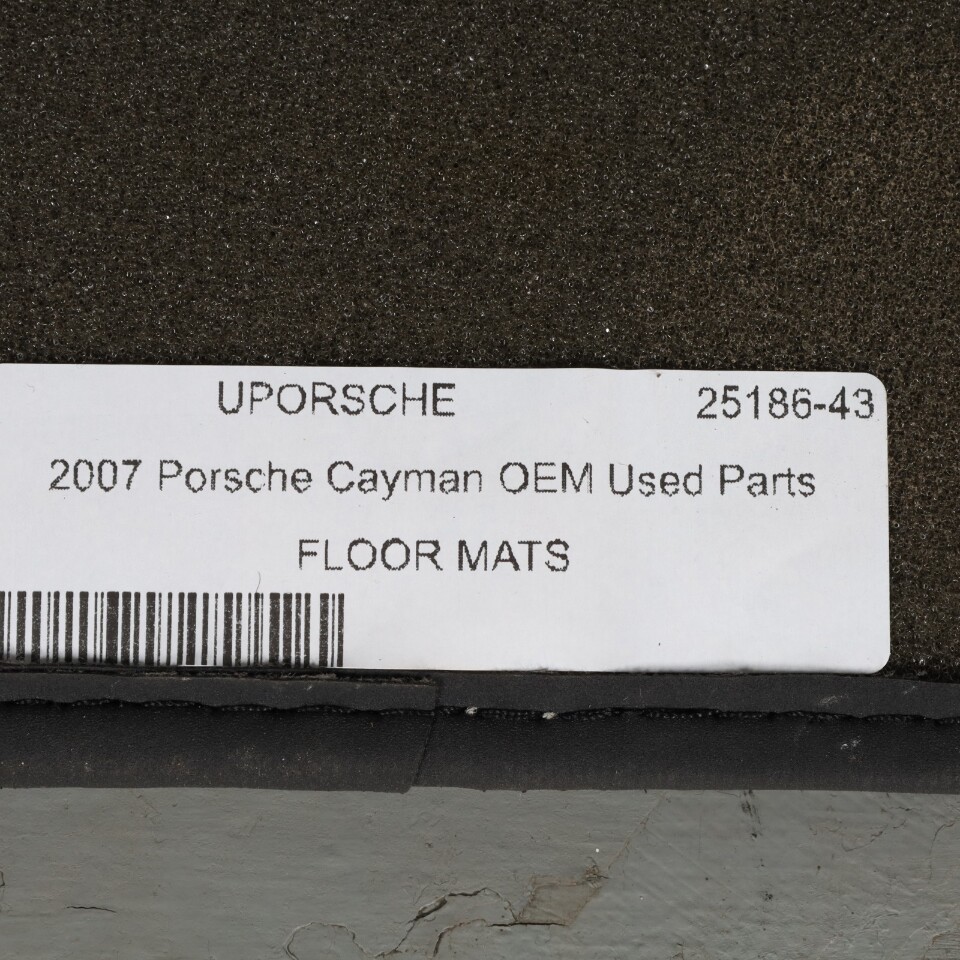 UPORSCHE 25186-43
2007 Porsche Cayman OEM Used Parts
FLOOR MATS